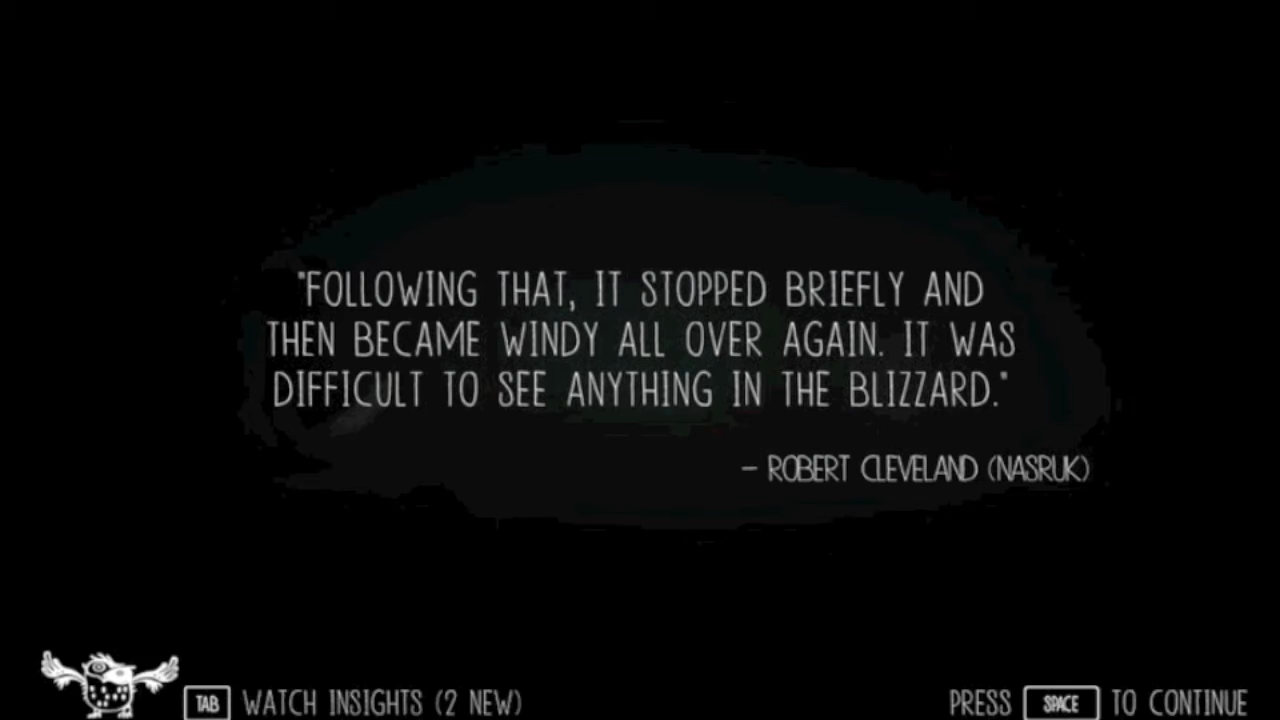 "FOLLOWING THAT, IT STOPPED BRIEFLY AND
THEN BECAME WINDY ALL OVER AGAIN. IT WAS
DIFFICULT TO SEE ANYTHING IN THE BLIZZARD."
– ROBERT CLEVELAND (NASRUK)
TAB WATCH INSIGHTS (2 NEW)
PRESS SPACE TO CONTINUE